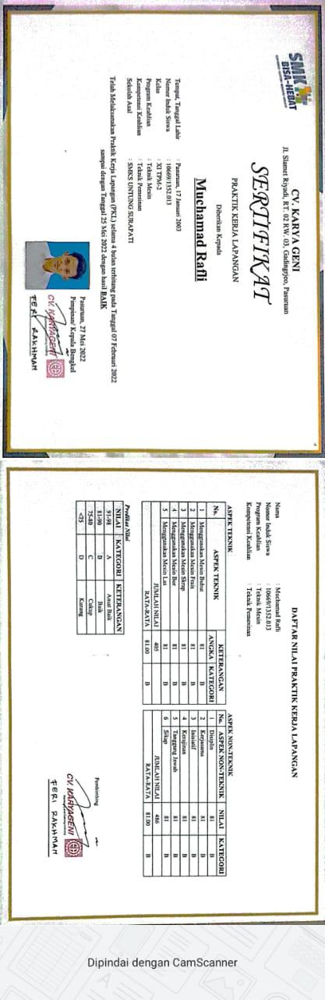 SMK
BISA-HEBAT
CV. KARYA GENI
Jl. Slamet Riyadi, RT. 02 RW. 03, Gadingrejo, Pasuruan
SERTIFIKAT
PRAKTIK KERJA LAPANGAN
Diberikan Kepada
Muchamad Rafli
Tempat, Tanggal Lahir : Pasuruan, 17 Januari 2003
Nomor Induk Siswa : 10669/1352.013
Kelas : XI TPM-2
Program Keahlian : Teknik Mesin
Kompetensi Keahlian : Teknik Pemesinan
Sekolah Asal : SMKS UNTUNG SURAPATI
Telah Melaksanakan Praktik Kerja Lapangan (PKL) selama 4 bulan terhitung pada Tanggal 07 Februari 2022
sampai dengan Tanggal 25 Mei 2022 dengan hasil BAIK
Pasuruan, 27 Mei 2022
Pimpinan/ Kepala Bengkel
CV. KARYAGENI
FERI RAKHMAN
DAFTAR NILAI PRAKTIK KERJA LAPANGAN
Nama : Muchamad Rafli
Nomor Induk Siswa : 10669/1352.013
Program Keahlian : Teknik Mesin
Kompetensi Keahlian : Teknik Pemesinan
ASPEK TEKNIK
No. ASPEK TEKNIK KETERANGAN
ANGKA KATEGORI
1 Menggunakan Mesin Bubut 81 B
2 Menggunakan Mesin Frais 81 B
3 Menggunakan Mesin Skrap 81 B
4 Menggunakan Mesin Bor 81 B
5 Menggunakan Mesin Las 81 B
JUMLAH NILAI 405
RATA-RATA 81.00 B
ASPEK NON-TEKNIK
No. ASPEK NON-TEKNIK NILAI KATEGORI
1 Disiplin 81 B
2 Kerjasama 81 B
3 Inisiatif 81 B
4 Kerajinan 81 B
5 Tanggung Jawab 81 B
6 Sikap 81 B
JUMLAH NILAI 486
RATA-RATA 81.00 B
Predikat Nilai
NILAI KATEGORI KETERANGAN
91-98 A Amat Baik
81-90 B Baik
75-80 C Cukup
<75 D Kurang
Pembimbing
CV. KARYAGENI
FERI RAKHMAN
Dipindai dengan CamScanner